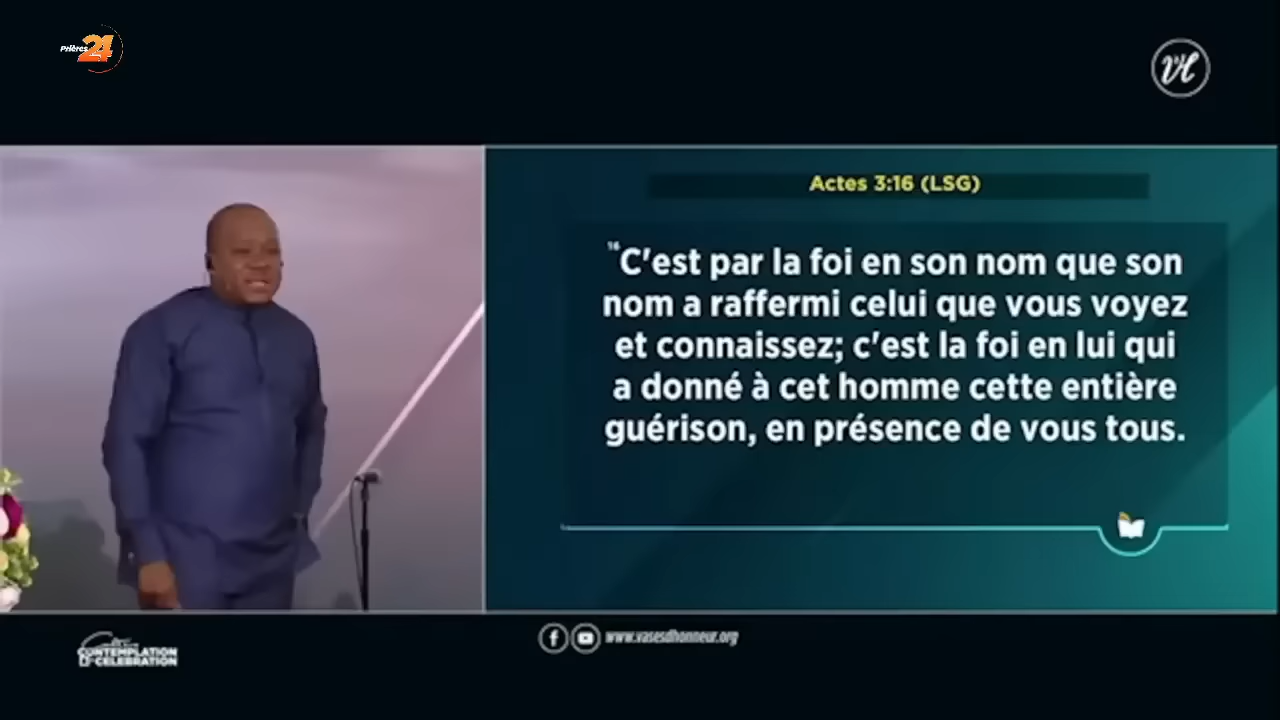 Prières 24
VH
Actes 3:16 (LSG)
16 C'est par la foi en son nom que son
nom a raffermi celui que vous voyez
et connaissez; c'est la foi en lui qui
a donné à cet homme cette entière
guérison, en présence de vous tous.
www.vasesdhonneur.org
CONTEMPLATION
CELEBRATION